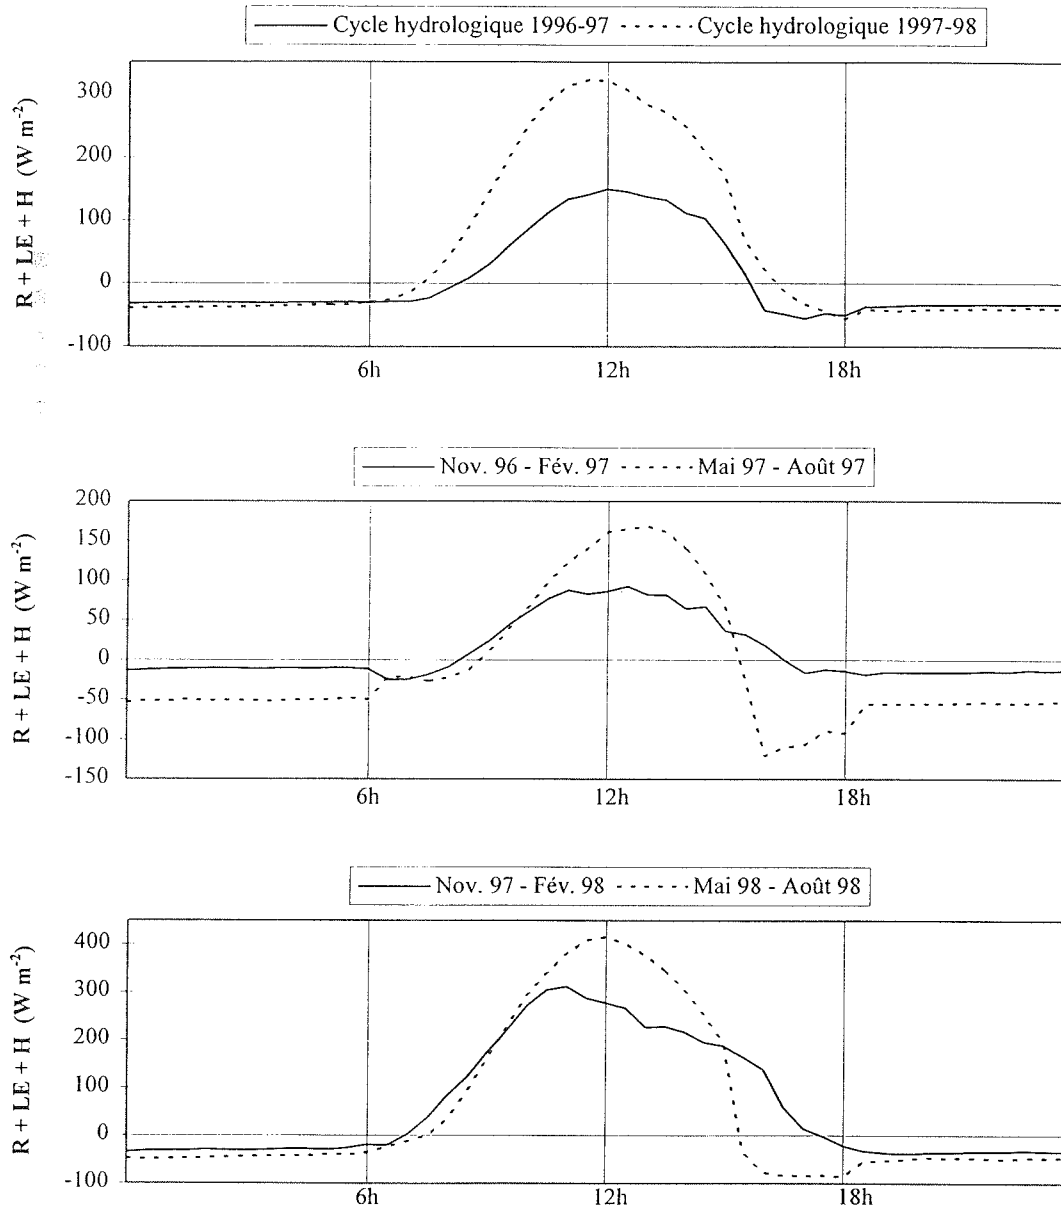 Cycle hydrologique 1996-97 Cycle hydrologique 1997-98
R + LE + H (W m-2)
300
200
100
0
-100
6h 12h 18h
Nov. 96 - Fév. 97 Mai 97 - Août 97
R + LE + H (W m-2)
200
150
100
50
0
-50
-100
-150
6h 12h 18h
Nov. 97 - Fév. 98 Mai 98 - Août 98
R + LE + H (W m-2)
400
300
200
100
0
-100
6h 12h 18h